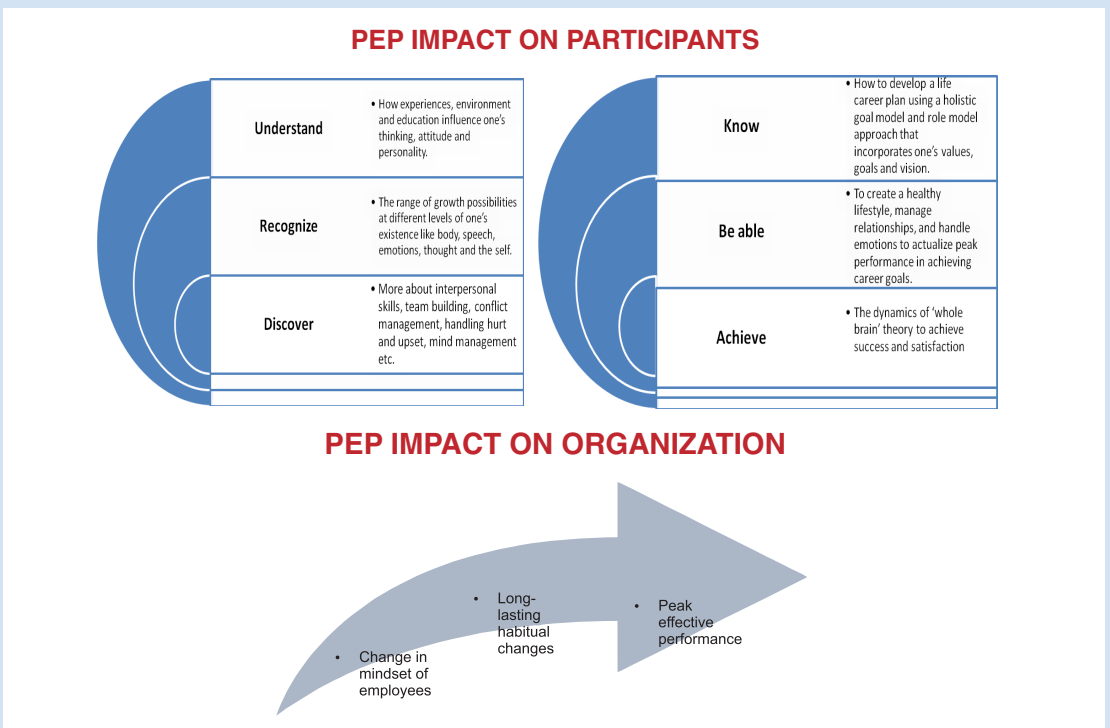 PEP IMPACT ON PARTICIPANTS
Understand
• How experiences, environment
and education influence one's
thinking, attitude and
personality.
Recognize
• The range of growth possibilities
at different levels of one's
existence like body, speech,
emotions, thought and the self.
Discover
• More about interpersonal
skills, team building, conflict
management, handling hurt
and upset, mind management
etc.
Know
• How to develop a life
career plan using a holistic
goal model and role model
approach that
incorporates one's values,
goals and vision.
Be able
• To create a healthy
lifestyle, manage
relationships, and handle
emotions to actualize peak
performance in achieving
career goals.
Achieve
• The dynamics of 'whole
brain' theory to achieve
success and satisfaction
PEP IMPACT ON ORGANIZATION
• Change in
mindset of
employees
• Long-
lasting
habitual
changes
• Peak
effective
performance